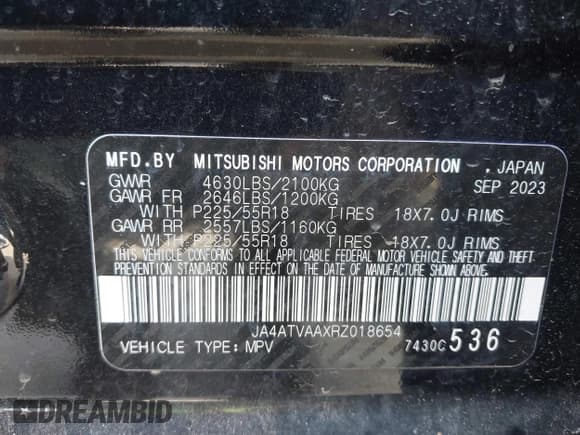 MFD.BY MITSUBISHI MOTORS CORPORATION . JAPAN
GVWR 4630LBS/2100KG SEP 2023
GAWR FR 2646LBS/1200KG
WITH P225/55R18 TIRES 18X7.0J RIMS
GAWR RR 2557LBS/1160KG
WITH P225/55R18 TIRES 18X7.0J RIMS
THIS VEHICLE CONFORMS TO ALL APPLICABLE FEDERAL MOTOR VEHICLE SAFETY AND THEFT
PREVENTION STANDARDS IN EFFECT ON THE DATE OF MANUFACTURE SHOWN ABOVE.
JA4ATVAAXRZ018654
VEHICLE TYPE: MPV 7430C536
DREAMBID